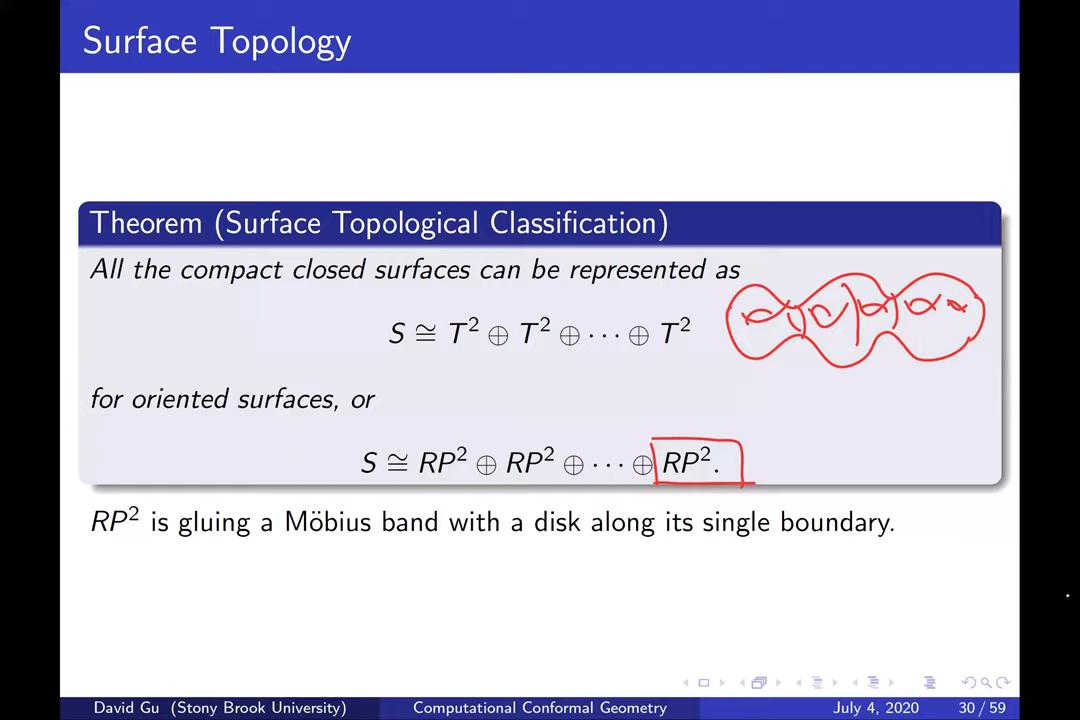 Surface Topology
Theorem (Surface Topological Classification)
All the compact closed surfaces can be represented as
S ≅ T² ⊕ T² ⊕ ··· ⊕ T²
for oriented surfaces, or
S ≅ RP² ⊕ RP² ⊕ ··· ⊕ RP².
RP² is gluing a Möbius band with a disk along its single boundary.
David Gu (Stony Brook University) Computational Conformal Geometry July 4, 2020 30 / 59